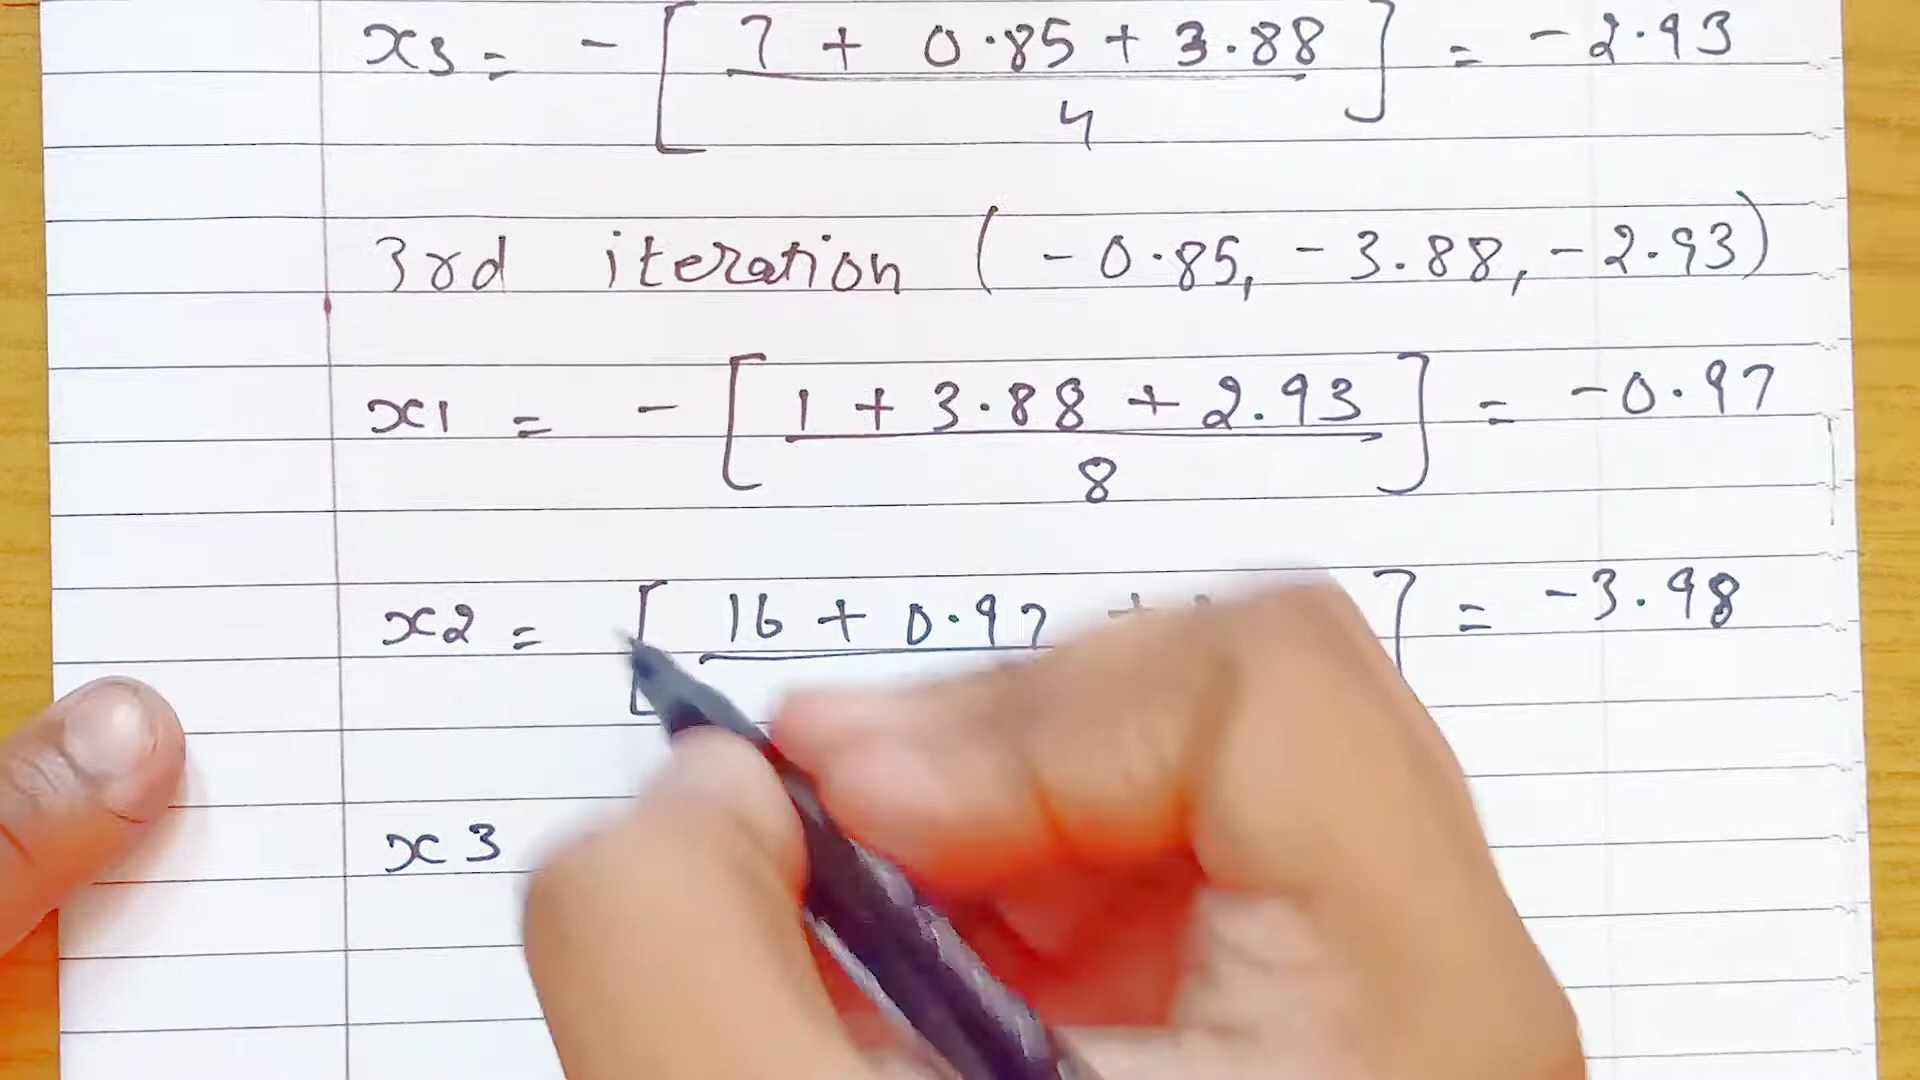 x3 = - [ 7 + 0.85 + 3.88 ] = -2.93
4
3rd iteration ( -0.85, -3.88, -2.93)
x1 = - [ 1 + 3.88 + 2.93 ] = -0.97
8
x2 = [ 16 + 0.97 + ] = -3.98
x3